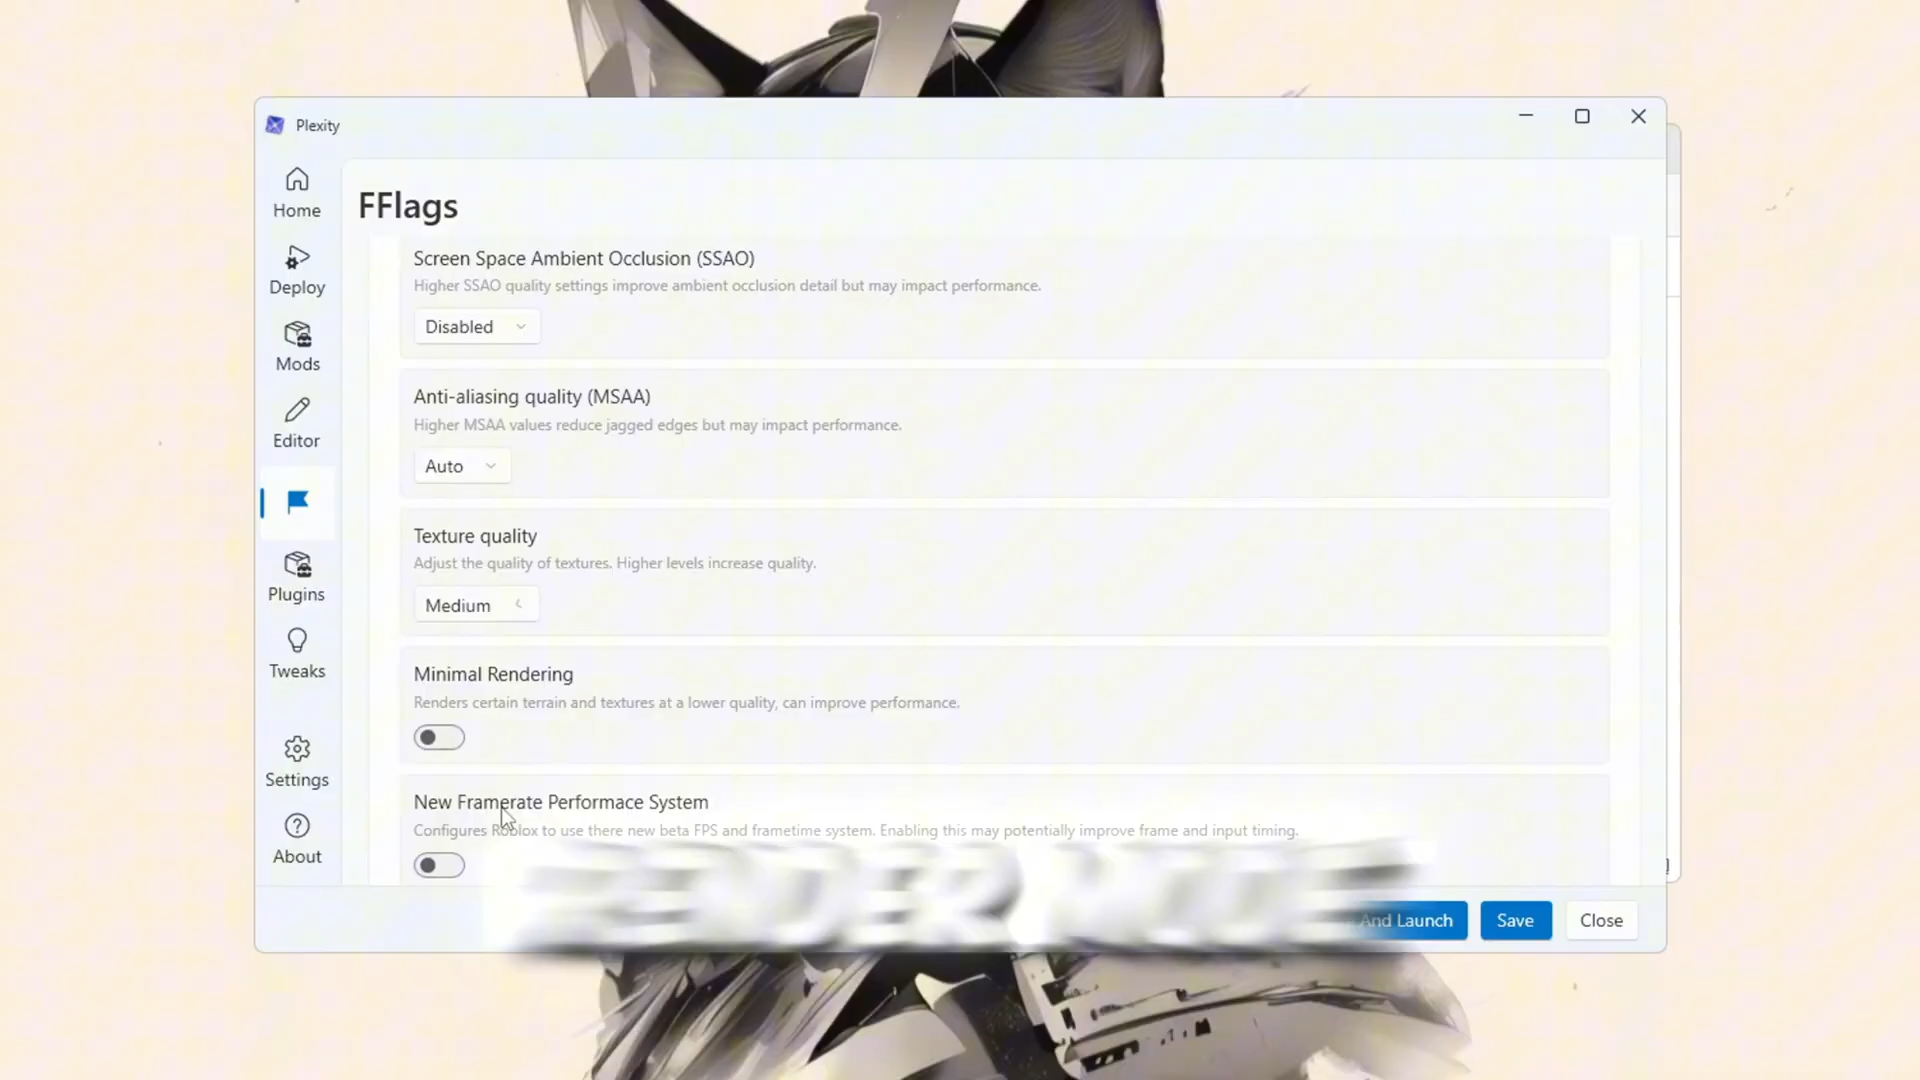 Plexity
Home
Deploy
Mods
Editor
Plugins
Tweaks
Settings
About
FFlags
Screen Space Ambient Occlusion (SSAO)
Higher SSAO quality settings improve ambient occlusion detail but may impact performance.
Disabled
Anti-aliasing quality (MSAA)
Higher MSAA values reduce jagged edges but may impact performance.
Auto
Texture quality
Adjust the quality of textures. Higher levels increase quality.
Medium
Minimal Rendering
Renders certain terrain and textures at a lower quality, can improve performance.
New Framerate Performace System
Configures Roblox to use there new beta FPS and frametime system. Enabling this may potentially improve frame and input timing.
RENDER MODE
And Launch
Save
Close